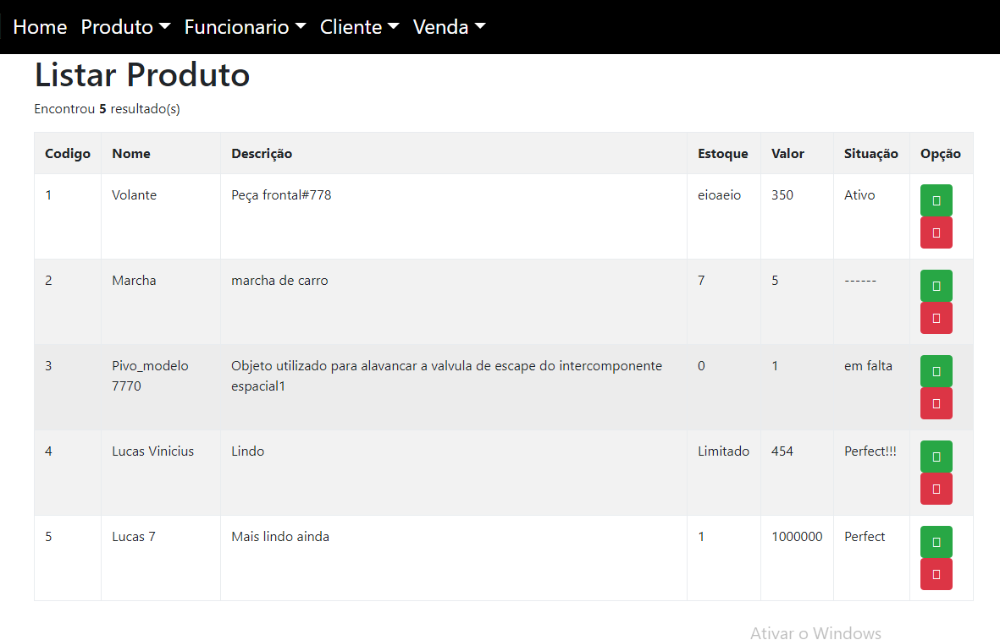 Home Produto Funcionario Cliente Venda
Listar Produto
Encontrou 5 resultado(s)
Codigo Nome Descrição Estoque Valor Situação Opção
1 Volante Peça frontal#778 eioaeio 350 Ativo
2 Marcha marcha de carro 7 5 ------
3 Pivo_modelo Objeto utilizado para alavancar a valvula de escape do intercomponente 0 1 em falta
7770 espacial1
4 Lucas Vinicius Lindo Limitado 454 Perfect!!!
5 Lucas 7 Mais lindo ainda 1 1000000 Perfect
Ativar o Windows